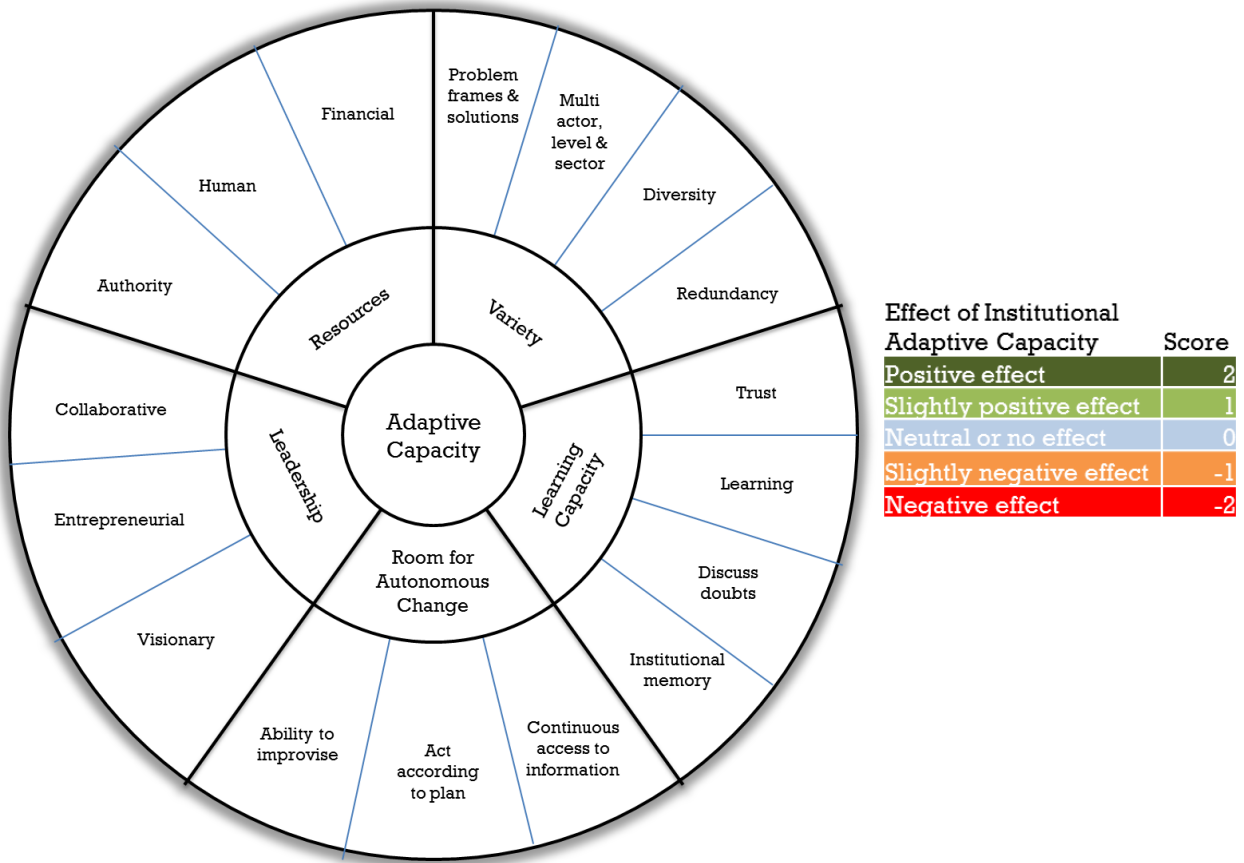 Problem
frames &
solutions
Multi
actor,
level &
sector
Diversity
Redundancy
Trust
Learning
Discuss
doubts
Institutional
memory
Continuous
access to
information
Act
according
to plan
Ability to
improvise
Visionary
Entrepreneurial
Collaborative
Authority
Human
Financial
Resources
Variety
Learning
Capacity
Room for
Autonomous
Change
Leadership
Adaptive
Capacity
Effect of Institutional
Adaptive Capacity Score
Positive effect 2
Slightly positive effect 1
Neutral or no effect 0
Slightly negative effect -1
Negative effect -2